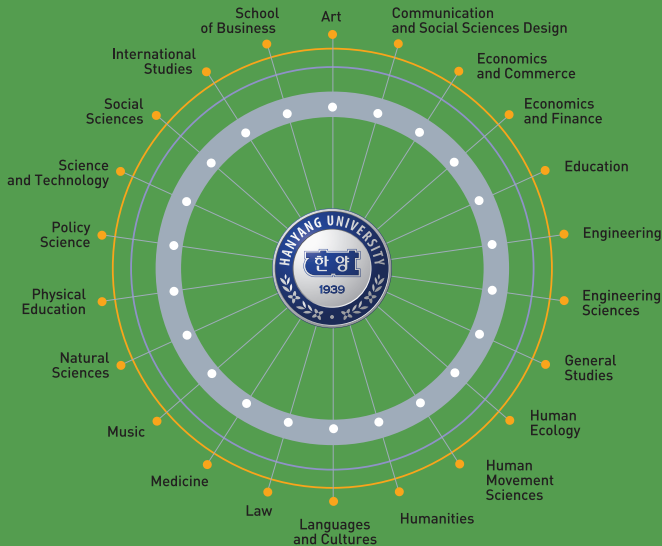 Art
Communication
and Social Sciences Design
Economics
and Commerce
Economics
and Finance
Education
Engineering
Engineering
Sciences
General
Studies
Human
Ecology
Human
Movement
Sciences
Humanities
Languages
and Cultures
Law
Medicine
Music
Natural
Sciences
Physical
Education
Policy
Science
Science
and Technology
Social
Sciences
International
Studies
School
of Business
HANYANG UNIVERSITY
한양
1939